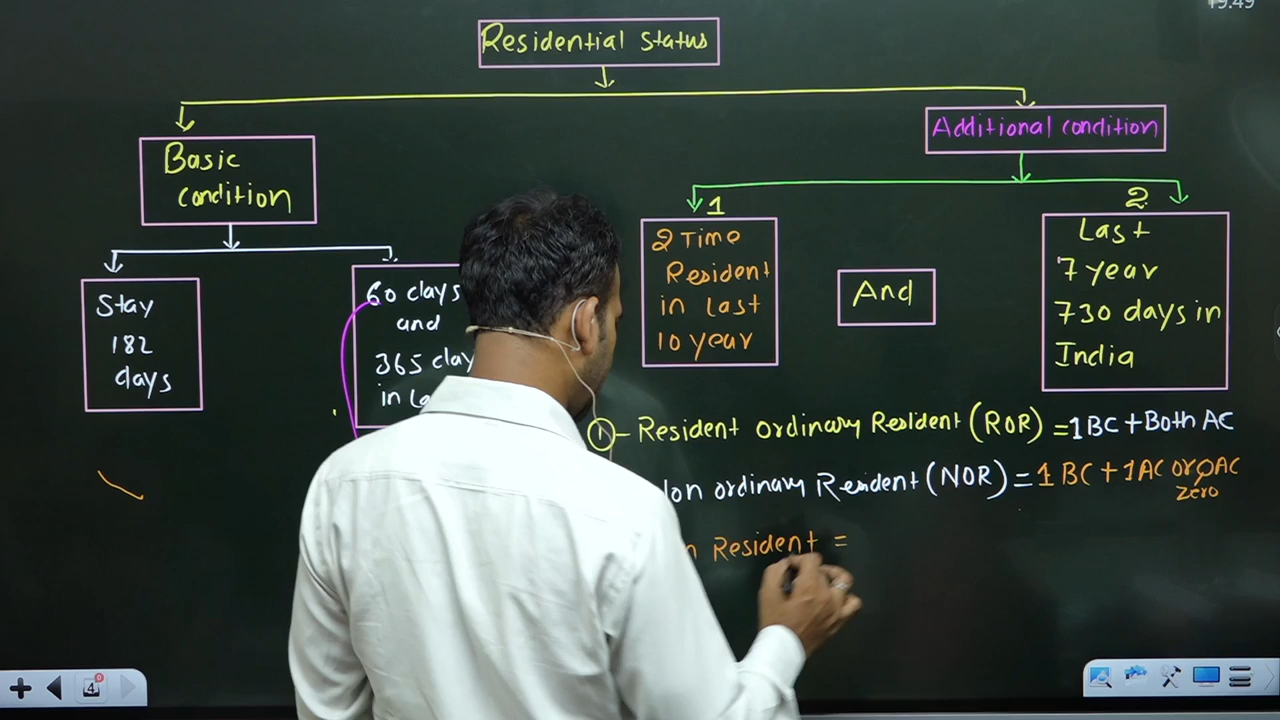 Residential Status
Additional condition
Basic
condition
1
2
2 Time
Resident
in last
10 year
And
Last
7 year
730 days in
India
Stay
182
days
60 days
and
365
in
1 - Resident ordinary Resident (ROR) = 1 BC + Both AC
ordinary Resident (NOR) = 1 BC + 1 AC or 0 AC
Zero
Resident =
4